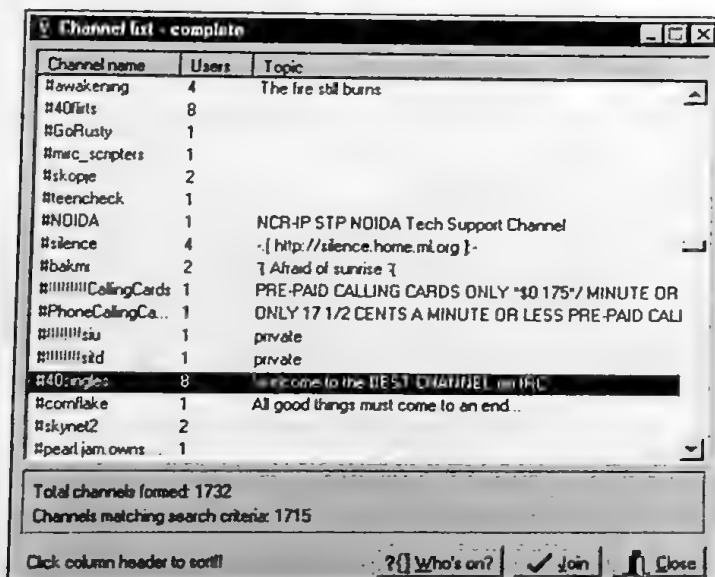 Channel list - complete
Channel name Users Topic
#awakening 4 The fire still burns
#40flirts 8
#GoRusty 1
#mirc_scripters 1
#skopje 2
#teencheck 1
#NOIDA 1 NCR-IP STP NOIDA Tech Support Channel
#silence 4 -.{ http://silence.home.ml.org }.-
#bakmi 2 Afraid of sunrise
#!!!!!!!!!CallingCards 1 PRE-PAID CALLING CARDS ONLY "$0.175"/ MINUTE OR
#PhoneCallingCa... 1 ONLY 17 1/2 CENTS A MINUTE OR LESS PRE-PAID CALL
1 private
1 private
#40singles 8 Welcome to the BEST CHANNEL on IRC
#cornflake 1 All good things must come to an end...
#skynet2 2
#pearl.jam.owns... 1
Total channels formed: 1732
Channels matching search criteria: 1715
Click column header to sort!!
?{} Who's on? Join Close